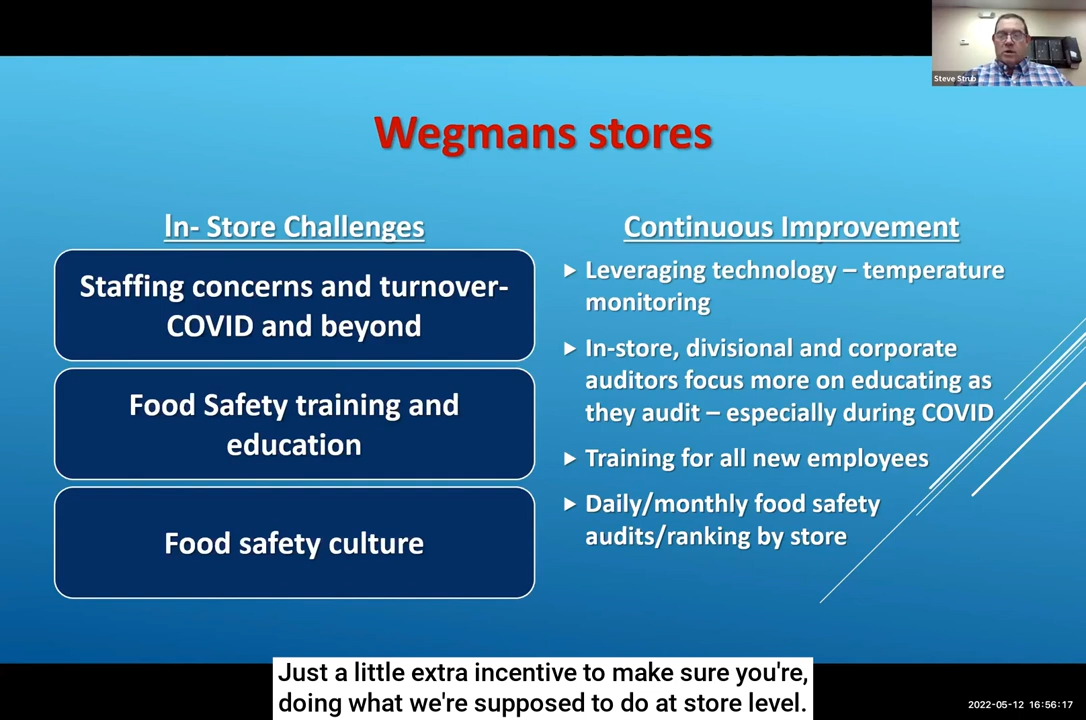 Steve Strub
Wegmans stores
In- Store Challenges
Staffing concerns and turnover-
COVID and beyond
Food Safety training and
education
Food safety culture
Continuous Improvement
Leveraging technology – temperature
monitoring
In-store, divisional and corporate
auditors focus more on educating as
they audit – especially during COVID
Training for all new employees
Daily/monthly food safety
audits/ranking by store
Just a little extra incentive to make sure you're,
doing what we're supposed to do at store level.
2022-05-12 16:56:17